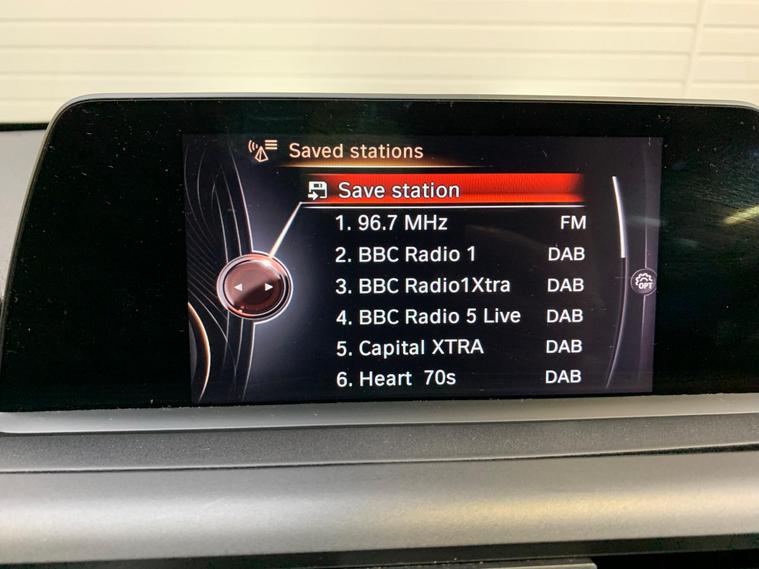 Saved stations
Save station
1. 96.7 MHz FM
2. BBC Radio 1 DAB
3. BBC Radio1Xtra DAB
4. BBC Radio 5 Live DAB
OPT
5. Capital XTRA DAB
6. Heart 70s DAB